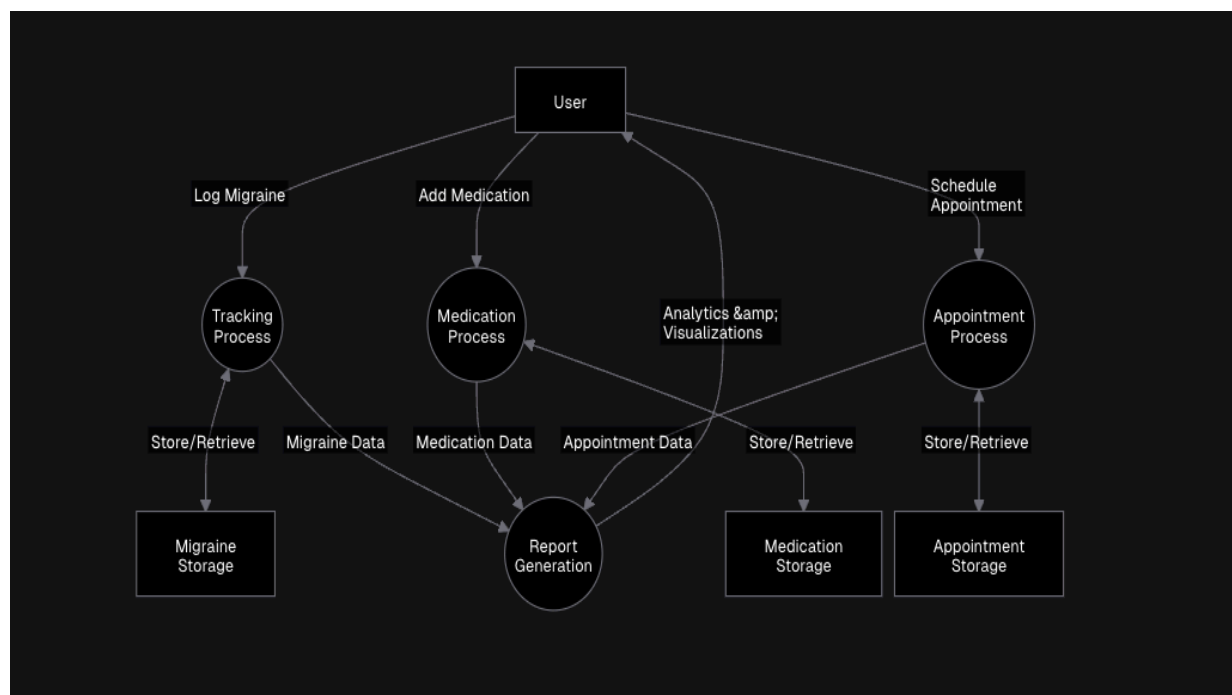 User
Log Migraine
Add Medication
Schedule
Appointment
Tracking
Process
Medication
Process
Analytics &amp;
Visualizations
Appointment
Process
Store/Retrieve
Migraine Data
Medication Data
Appointment Data
Store/Retrieve
Store/Retrieve
Migraine
Storage
Report
Generation
Medication
Storage
Appointment
Storage